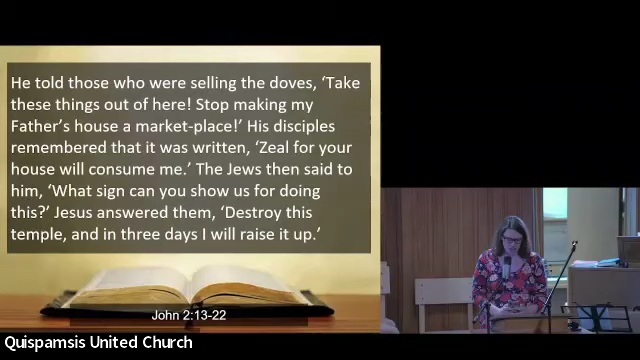 He told those who were selling the doves, ‘Take
these things out of here! Stop making my
Father’s house a market-place!’ His disciples
remembered that it was written, ‘Zeal for your
house will consume me.’ The Jews then said to
him, ‘What sign can you show us for doing
this?’ Jesus answered them, ‘Destroy this
temple, and in three days I will raise it up.’
John 2:13-22
Quispamsis United Church